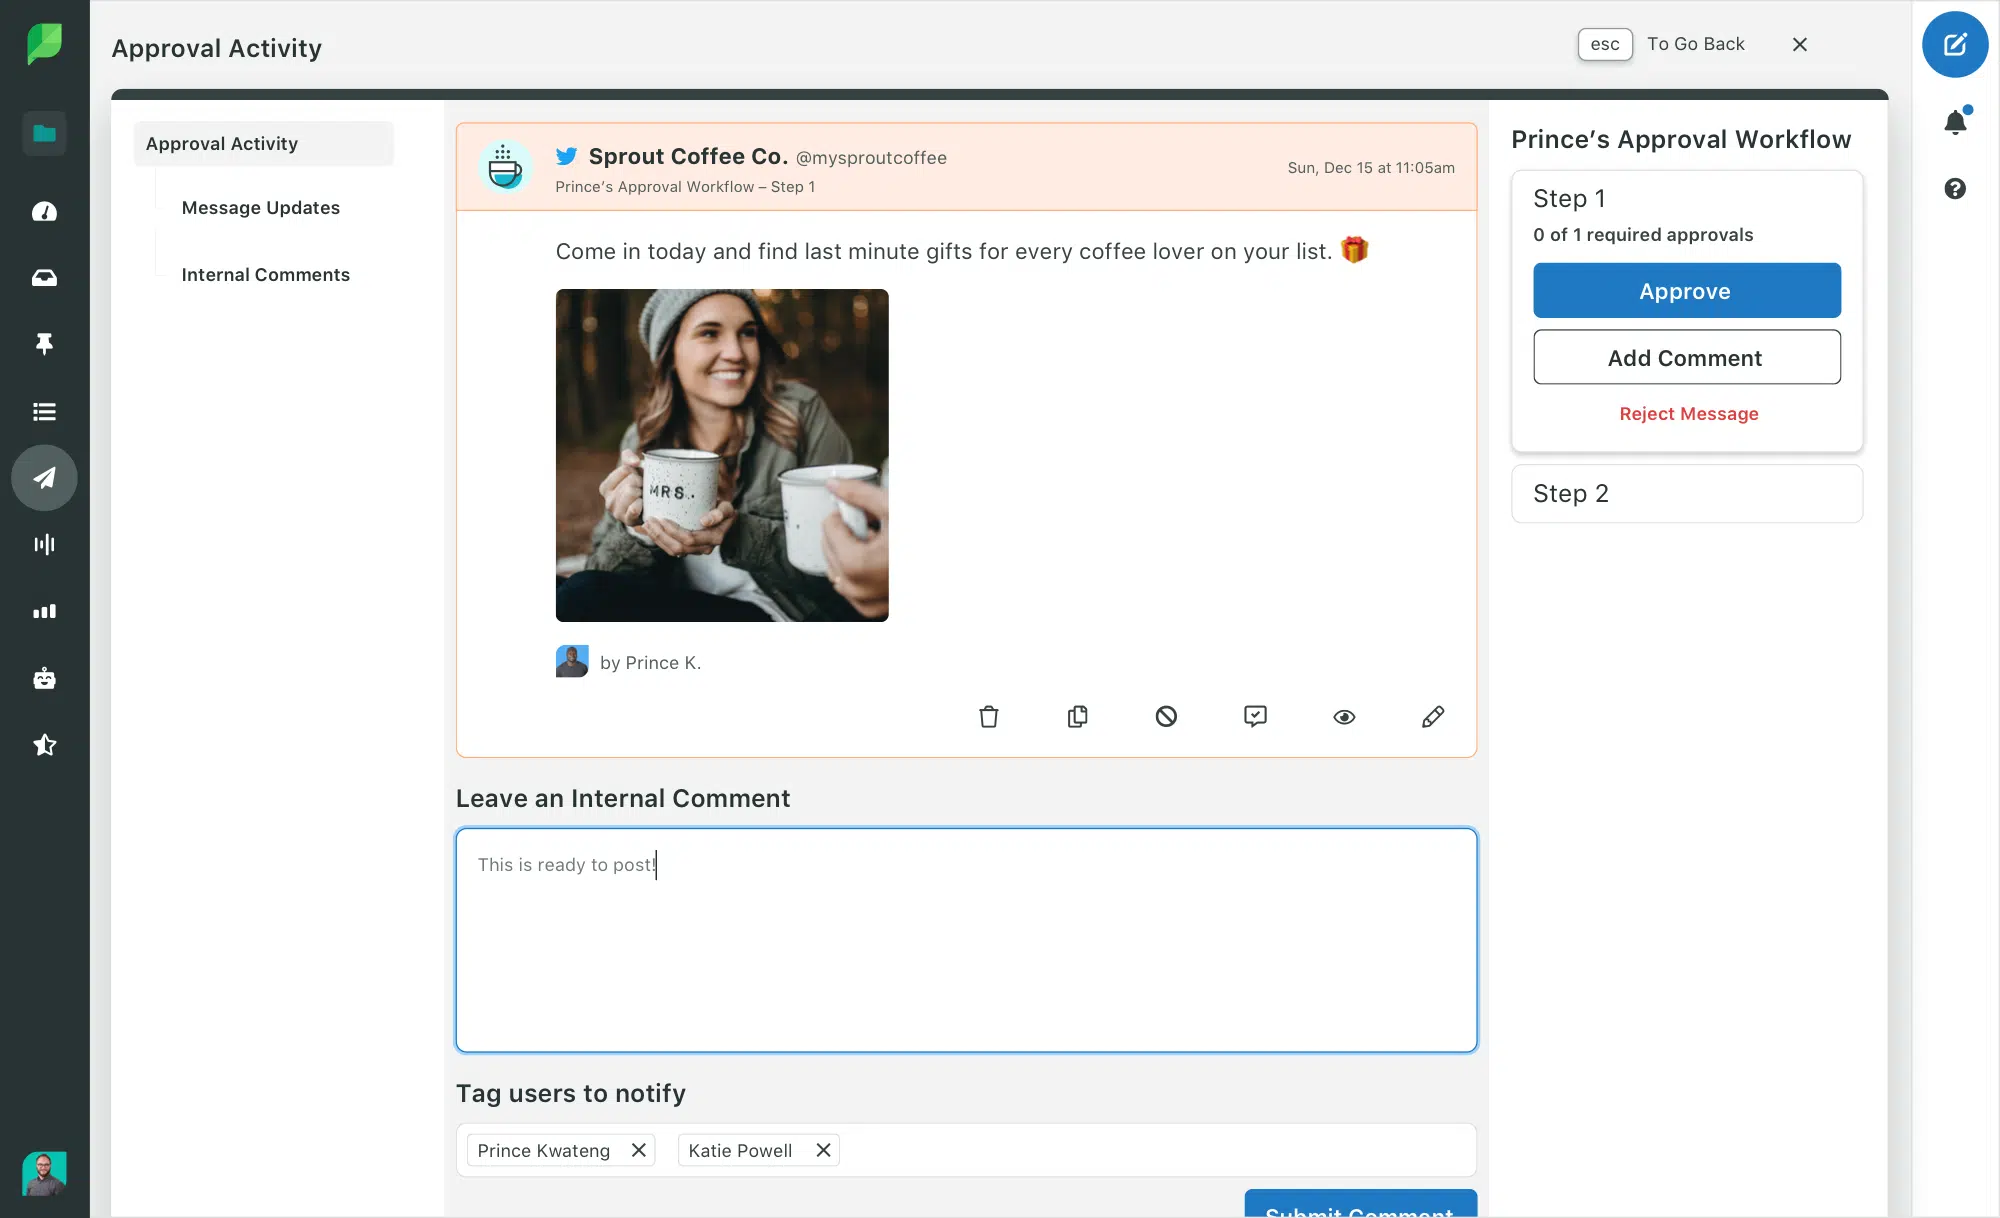 Approval Activity
esc To Go Back
Approval Activity
Message Updates
Internal Comments
Sprout Coffee Co. @mysproutcoffee
Prince’s Approval Workflow – Step 1
Sun, Dec 15 at 11:05am
Come in today and find last minute gifts for every coffee lover on your list.
MRS.
by Prince K.
Leave an Internal Comment
This is ready to post!
Tag users to notify
Prince Kwateng
Katie Powell
Submit Comment
Prince’s Approval Workflow
Step 1
0 of 1 required approvals
Approve
Add Comment
Reject Message
Step 2